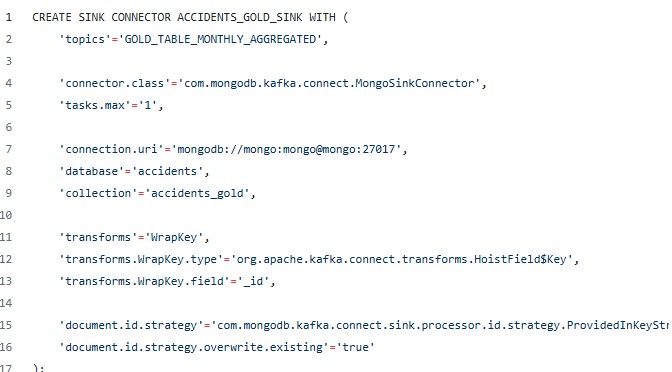 1 CREATE SINK CONNECTOR ACCIDENTS_GOLD_SINK WITH (
2 'topics'='GOLD_TABLE_MONTHLY_AGGREGATED',
3
4 'connector.class'='com.mongodb.kafka.connect.MongoSinkConnector',
5 'tasks.max'='1',
6
7 'connection.uri'='mongodb://mongo:mongo@mongo:27017',
8 'database'='accidents',
9 'collection'='accidents_gold',
10
11 'transforms'='WrapKey',
12 'transforms.WrapKey.type'='org.apache.kafka.connect.transforms.HoistField$Key',
13 'transforms.WrapKey.field'='_id',
14
15 'document.id.strategy'='com.mongodb.kafka.connect.sink.processor.id.strategy.ProvidedInKeyStr
16 'document.id.strategy.overwrite.existing'='true'
17 );